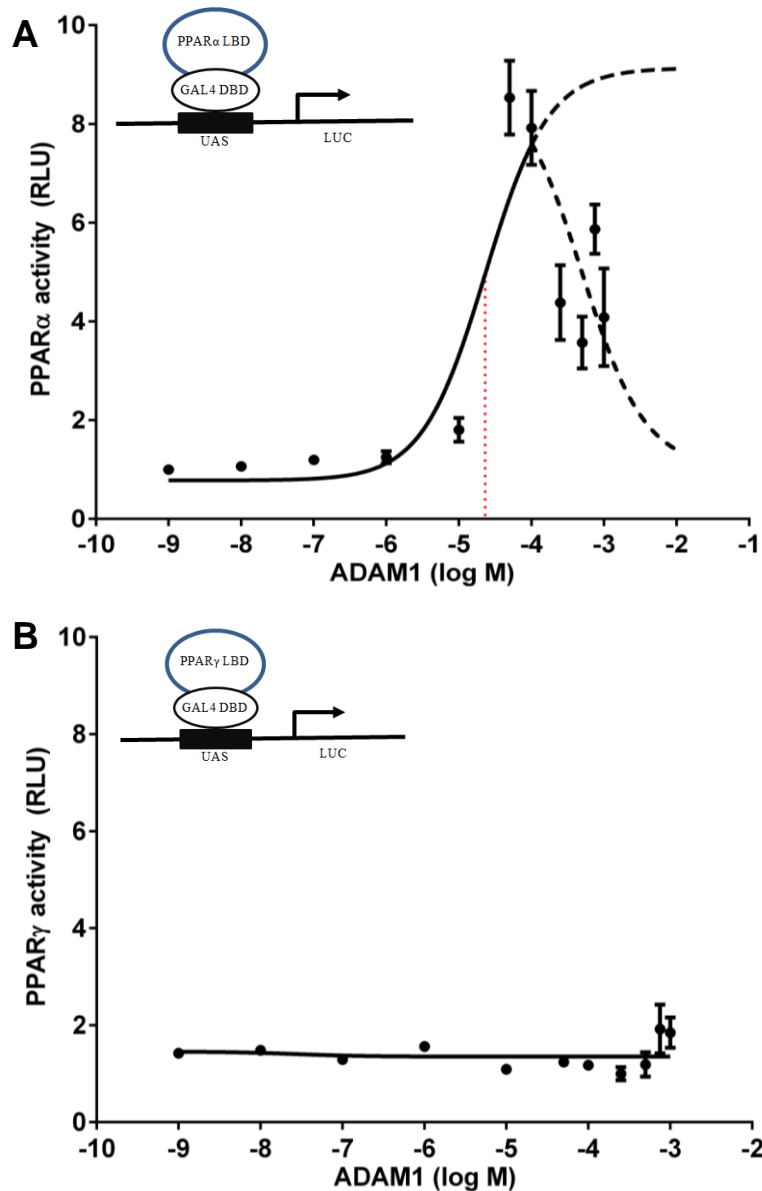 A
PPARα LBD
GAL4 DBD
UAS
LUC
PPARα activity (RLU)
10
8
6
4
2
0
-10 -9 -8 -7 -6 -5 -4 -3 -2 -1
ADAM1 (log M)
B
PPARγ LBD
GAL4 DBD
UAS
LUC
PPARγ activity (RLU)
10
8
6
4
2
0
-10 -9 -8 -7 -6 -5 -4 -3 -2
ADAM1 (log M)